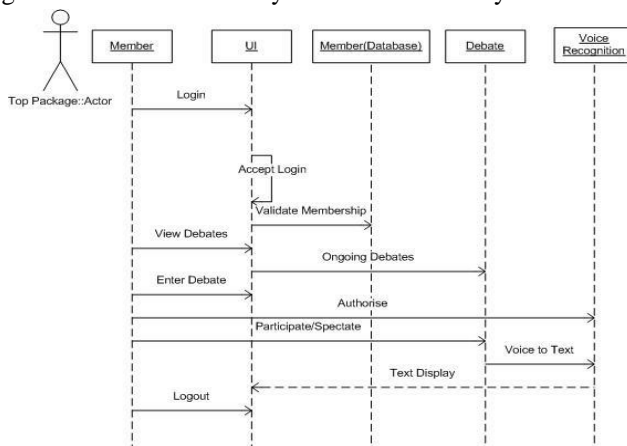 Member
UI
Member(Database)
Debate
Voice
Recognition
Top Package::Actor
Login
Accept Login
Validate Membership
View Debates
Ongoing Debates
Enter Debate
Authorise
Participate/Spectate
Voice to Text
Text Display
Logout